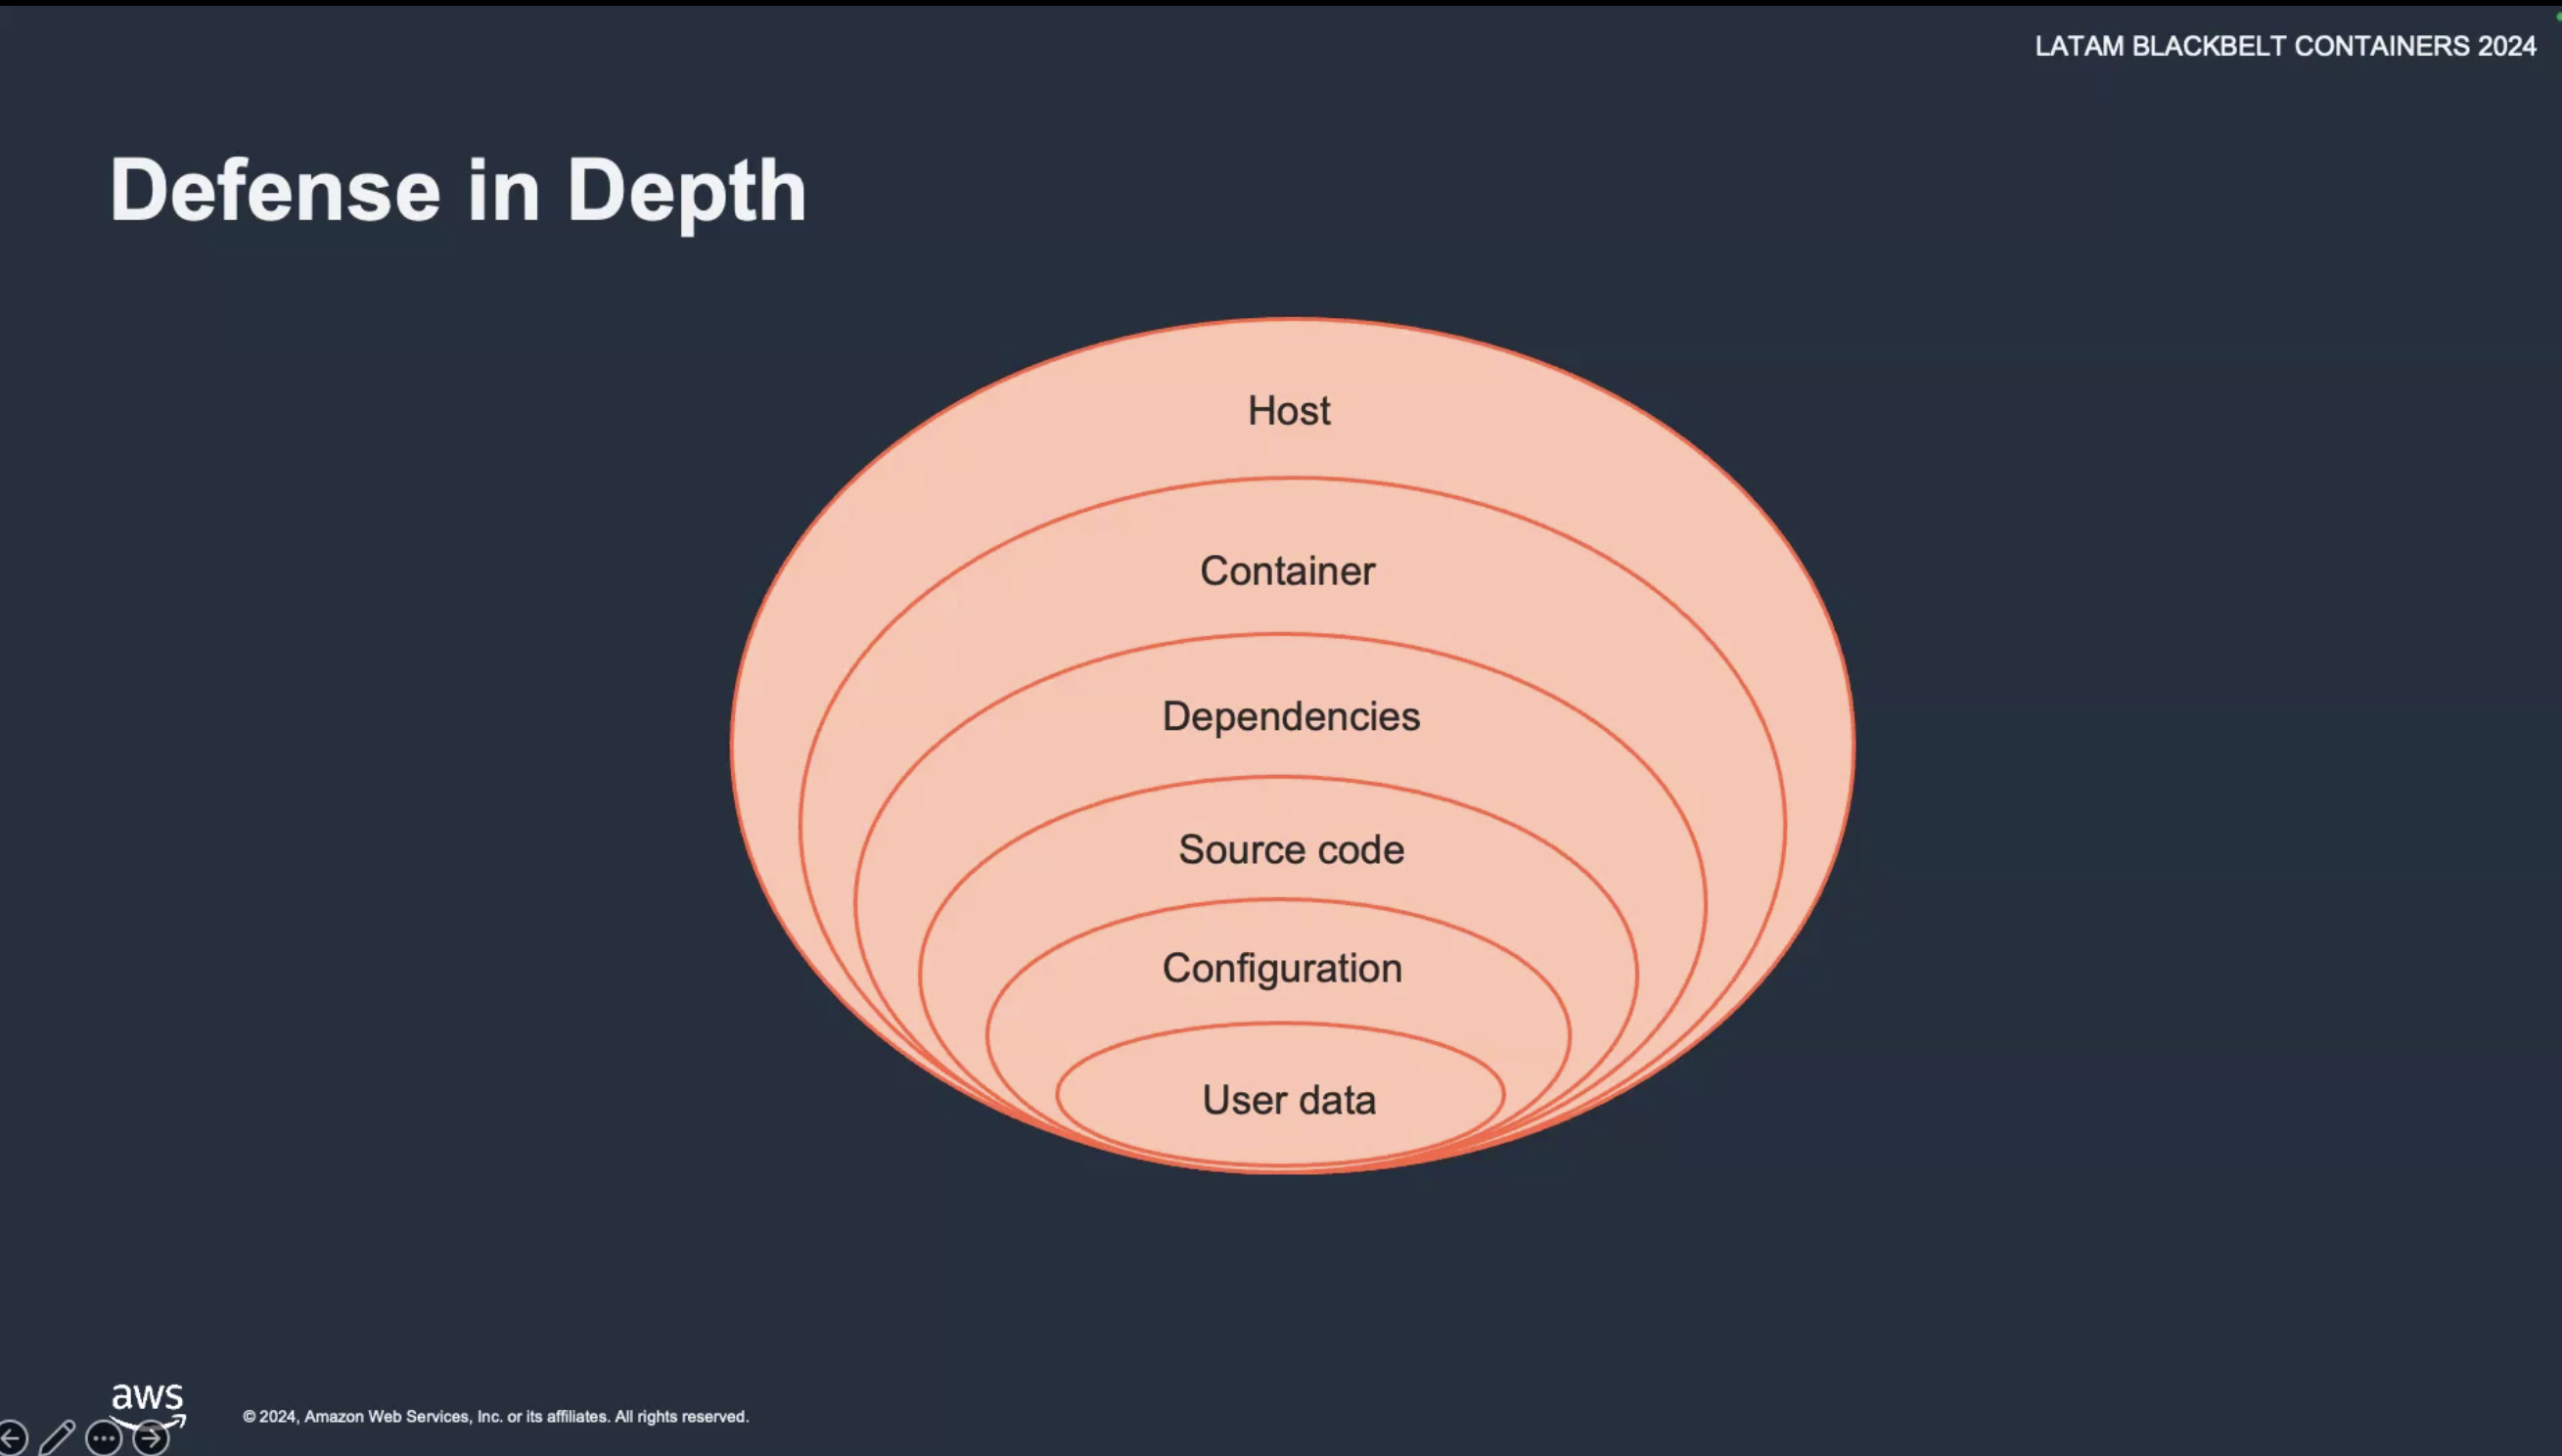 LATAM BLACKBELT CONTAINERS 2024
Defense in Depth
Host
Container
Dependencies
Source code
Configuration
User data
aws
© 2024, Amazon Web Services, Inc. or its affiliates. All rights reserved.